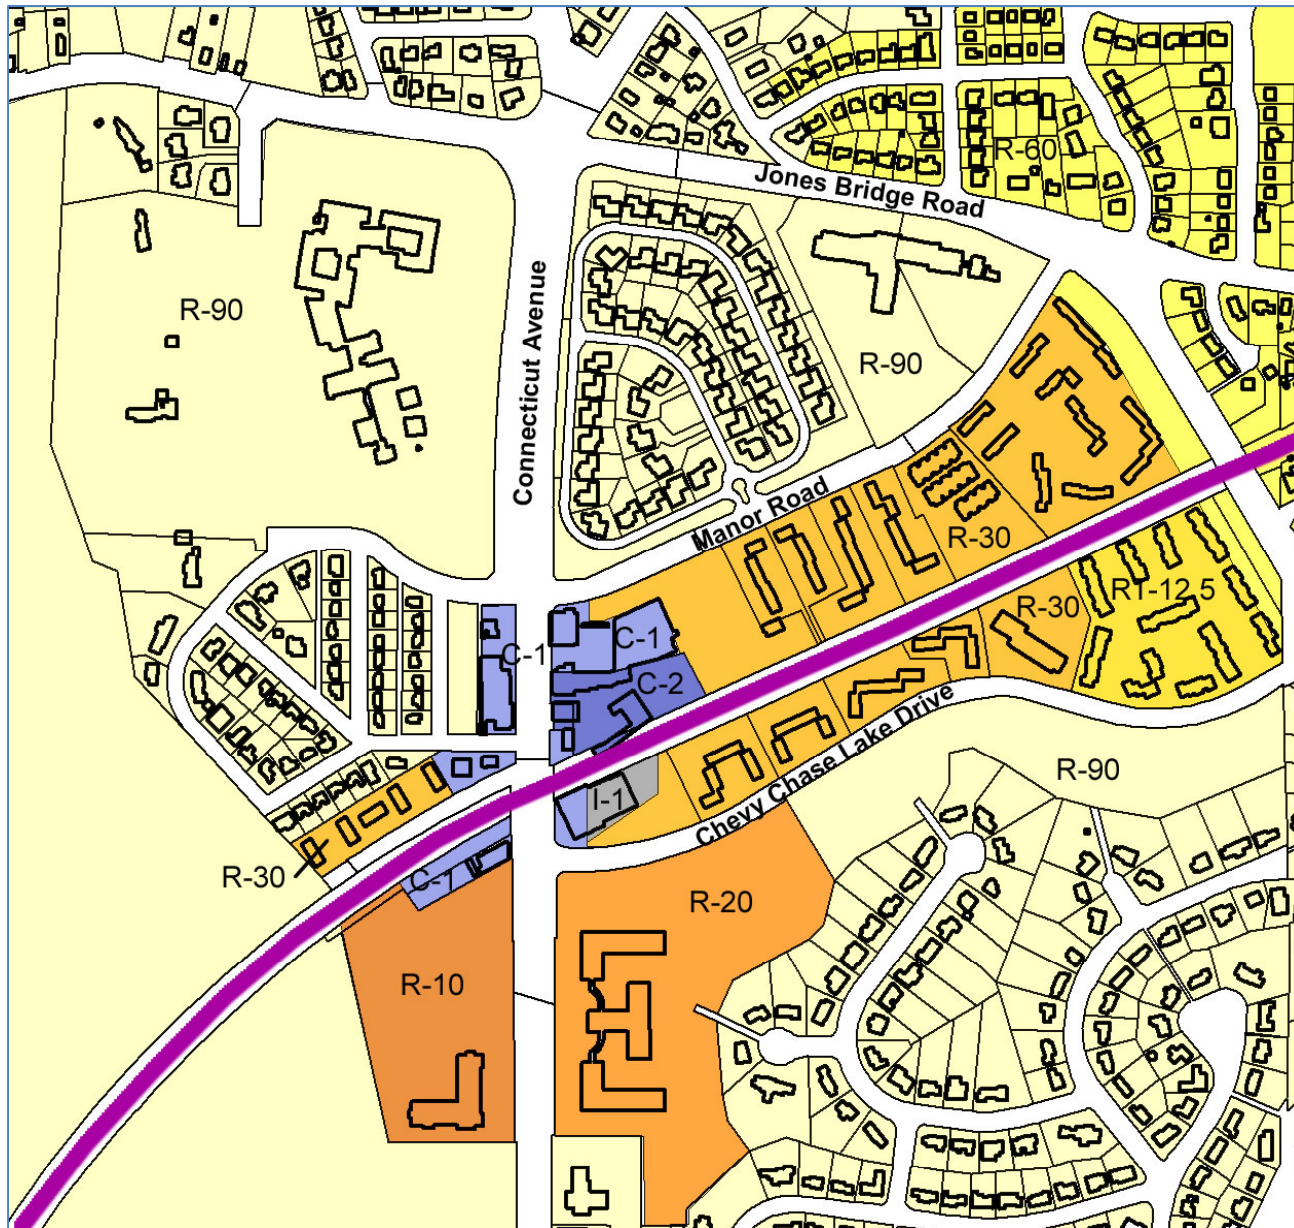 R-60
Jones Bridge Road
R-90
Connecticut Avenue
R-90
Manor Road
R-30
RT-12.5
R-30
C-1
C-1
C-2
R-90
I-1
Chevy Chase Lake Drive
R-30
C-1
R-20
R-10